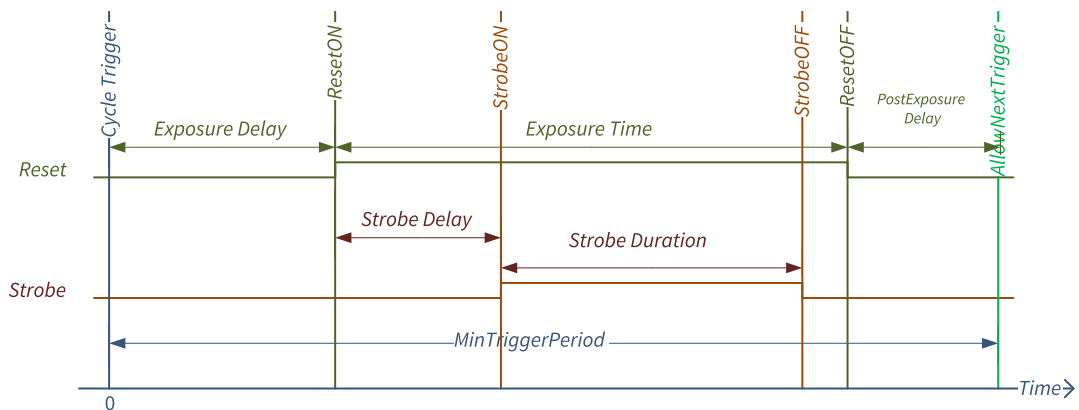 Cycle Trigger
ResetON
StrobeON
StrobeOFF
ResetOFF
AllowNextTrigger
Exposure Delay
Exposure Time
PostExposure
Delay
Reset
Strobe Delay
Strobe Duration
Strobe
MinTriggerPeriod
Time
0